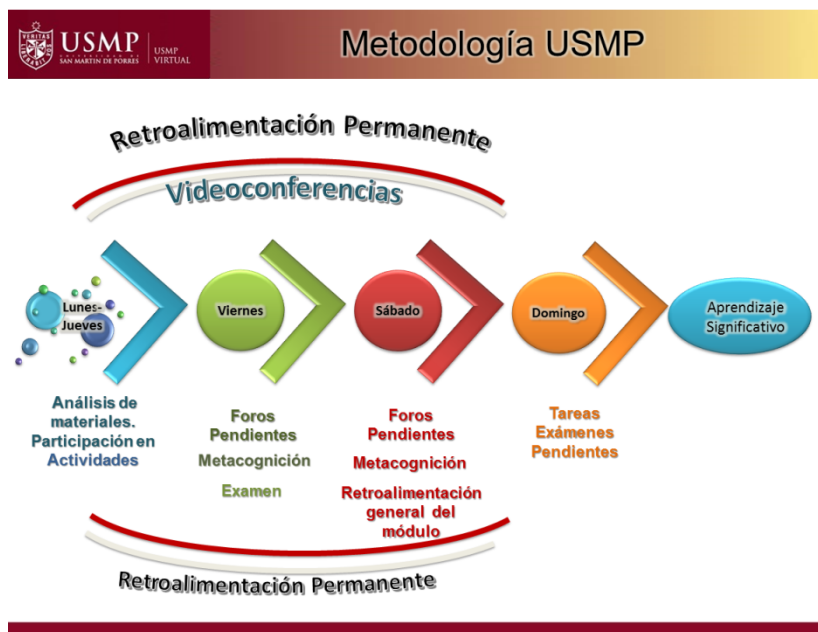 USMP
UNIVERSIDAD DE
SAN MARTIN DE PORRES
USMP
VIRTUAL
Metodología USMP
Retroalimentación Permanente
Videoconferencias
Lunes-
Jueves
Viernes
Sábado
Domingo
Aprendizaje
Significativo
Análisis de
materiales.
Participación en
Actividades
Foros
Pendientes
Metacognición
Examen
Foros
Pendientes
Metacognición
Retroalimentación
general del
módulo
Tareas
Exámenes
Pendientes
Retroalimentación Permanente